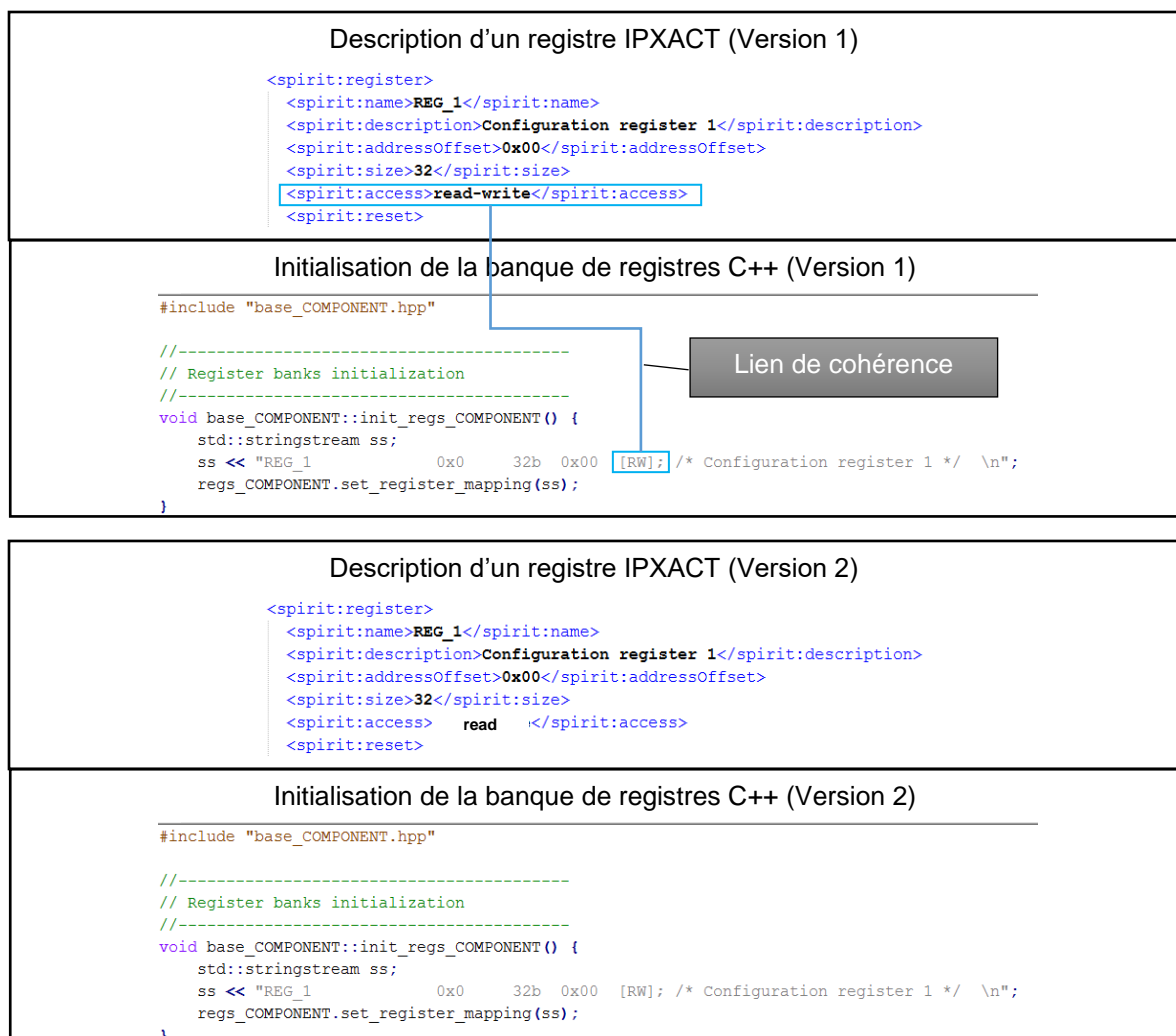 Description d'un registre IPXACT (Version 1)
<spirit:register>
<spirit:name>REG_1</spirit:name>
<spirit:description>Configuration register 1</spirit:description>
<spirit:addressOffset>0x00</spirit:addressOffset>
<spirit:size>32</spirit:size>
<spirit:access>read-write</spirit:access>
<spirit:reset>
Initialisation de la banque de registres C++ (Version 1)
#include "base_COMPONENT.hpp"
//-----------------------------------------
// Register banks initialization
//-----------------------------------------
void base_COMPONENT::init_regs_COMPONENT() {
std::stringstream ss;
ss << "REG_1 0x0 32b 0x00 [RW]; /* Configuration register 1 */ \n";
regs_COMPONENT.set_register_mapping(ss);
}
Lien de cohérence
Description d'un registre IPXACT (Version 2)
<spirit:register>
<spirit:name>REG_1</spirit:name>
<spirit:description>Configuration register 1</spirit:description>
<spirit:addressOffset>0x00</spirit:addressOffset>
<spirit:size>32</spirit:size>
<spirit:access> read </spirit:access>
<spirit:reset>
Initialisation de la banque de registres C++ (Version 2)
#include "base_COMPONENT.hpp"
//-----------------------------------------
// Register banks initialization
//-----------------------------------------
void base_COMPONENT::init_regs_COMPONENT() {
std::stringstream ss;
ss << "REG_1 0x0 32b 0x00 [RW]; /* Configuration register 1 */ \n";
regs_COMPONENT.set_register_mapping(ss);
}